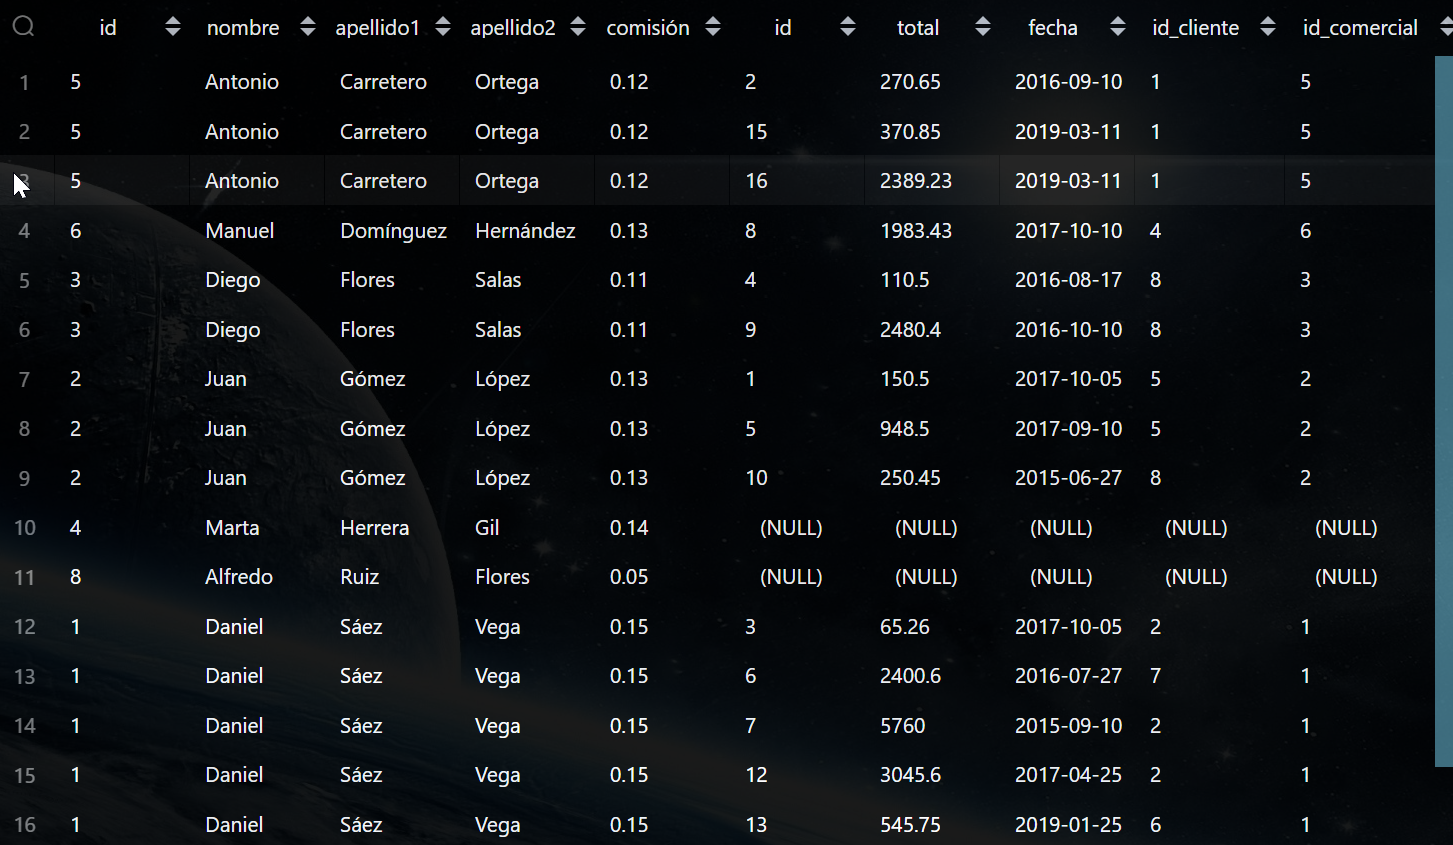 id nombre apellido1 apellido2 comisión id total fecha id_cliente id_comercial
1 5 Antonio Carretero Ortega 0.12 2 270.65 2016-09-10 1 5
2 5 Antonio Carretero Ortega 0.12 15 370.85 2019-03-11 1 5
3 5 Antonio Carretero Ortega 0.12 16 2389.23 2019-03-11 1 5
4 6 Manuel Domínguez Hernández 0.13 8 1983.43 2017-10-10 4 6
5 3 Diego Flores Salas 0.11 4 110.5 2016-08-17 8 3
6 3 Diego Flores Salas 0.11 9 2480.4 2016-10-10 8 3
7 2 Juan Gómez López 0.13 1 150.5 2017-10-05 5 2
8 2 Juan Gómez López 0.13 5 948.5 2017-09-10 5 2
9 2 Juan Gómez López 0.13 10 250.45 2015-06-27 8 2
10 4 Marta Herrera Gil 0.14 (NULL) (NULL) (NULL) (NULL) (NULL)
11 8 Alfredo Ruiz Flores 0.05 (NULL) (NULL) (NULL) (NULL) (NULL)
12 1 Daniel Sáez Vega 0.15 3 65.26 2017-10-05 2 1
13 1 Daniel Sáez Vega 0.15 6 2400.6 2016-07-27 7 1
14 1 Daniel Sáez Vega 0.15 7 5760 2015-09-10 2 1
15 1 Daniel Sáez Vega 0.15 12 3045.6 2017-04-25 2 1
16 1 Daniel Sáez Vega 0.15 13 545.75 2019-01-25 6 1